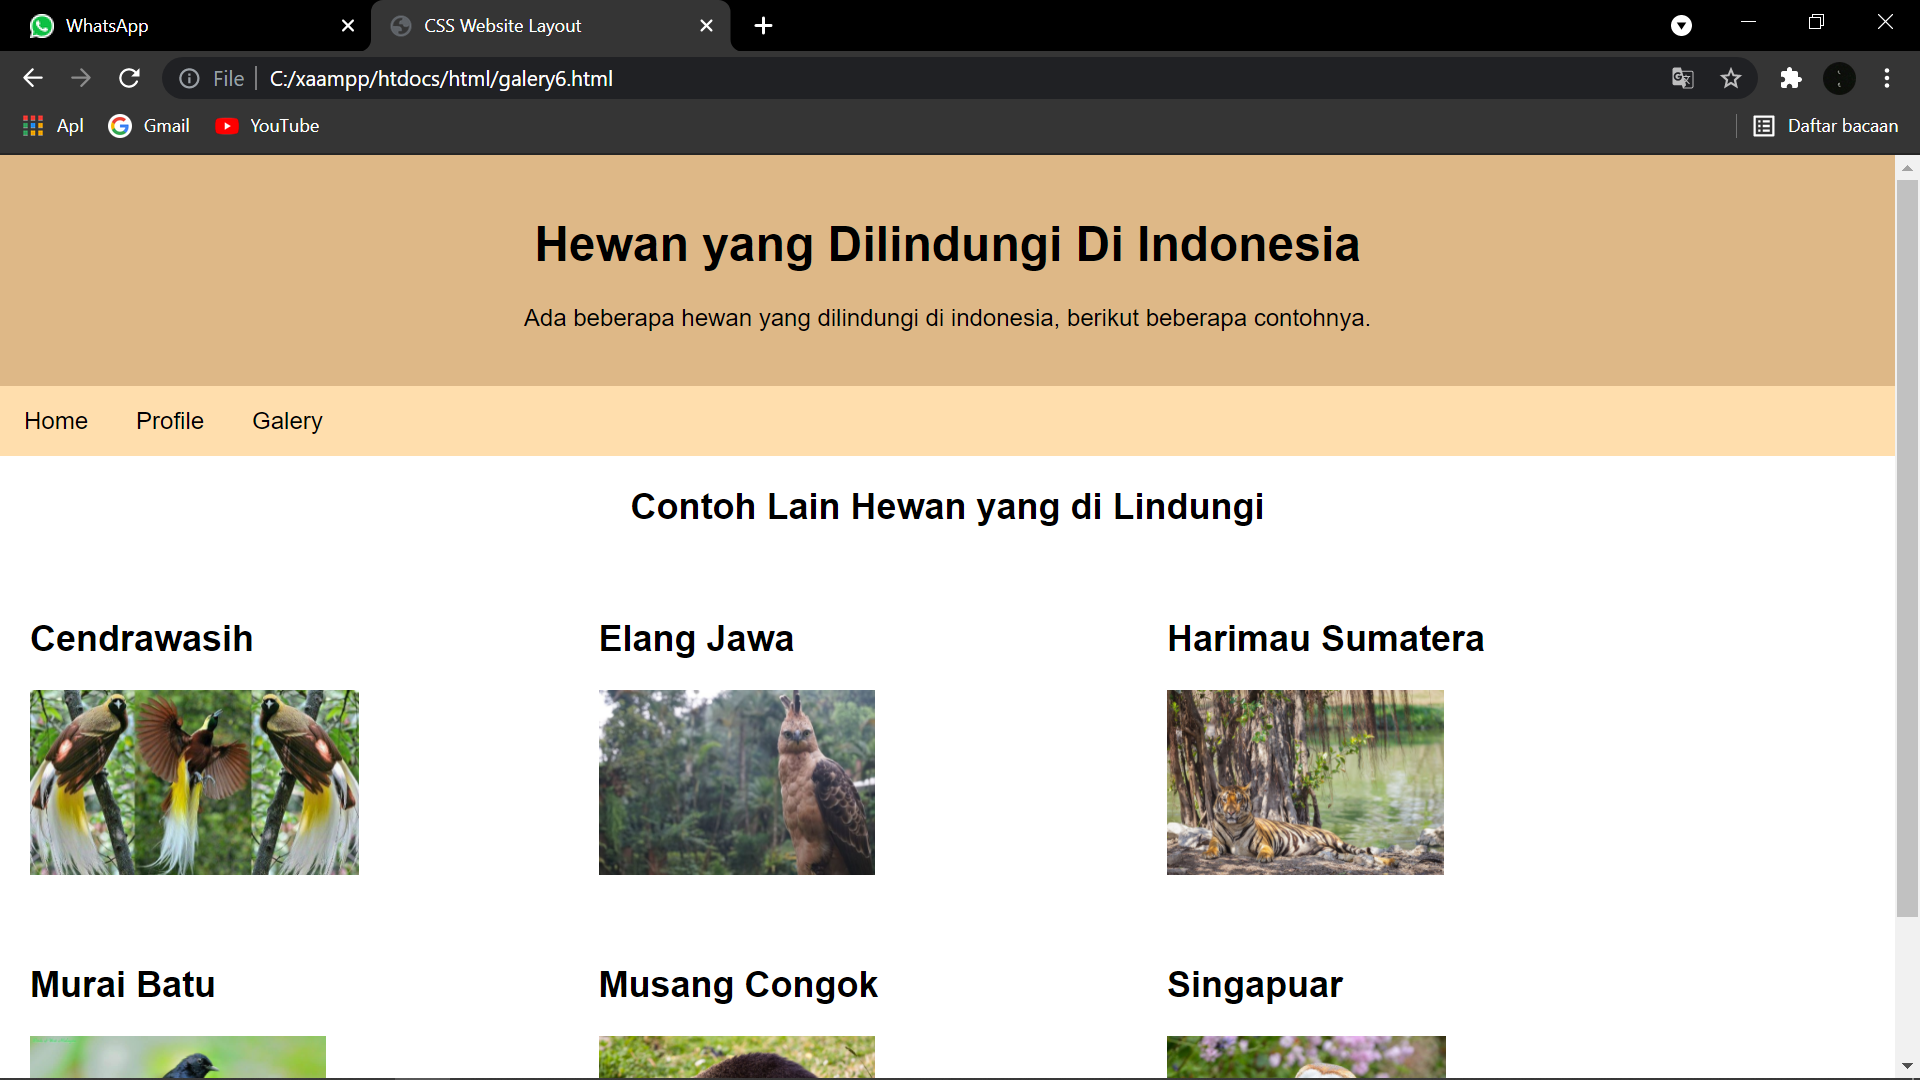 WhatsApp
CSS Website Layout
File
C:/xaampp/htdocs/html/galery6.html
Apl
Gmail
YouTube
Daftar bacaan
Hewan yang Dilindungi Di Indonesia
Ada beberapa hewan yang dilindungi di indonesia, berikut beberapa contohnya.
Home Profile Galery
Contoh Lain Hewan yang di Lindungi
Cendrawasih
Elang Jawa
Harimau Sumatera
Murai Batu
Musang Congok
Singapuar